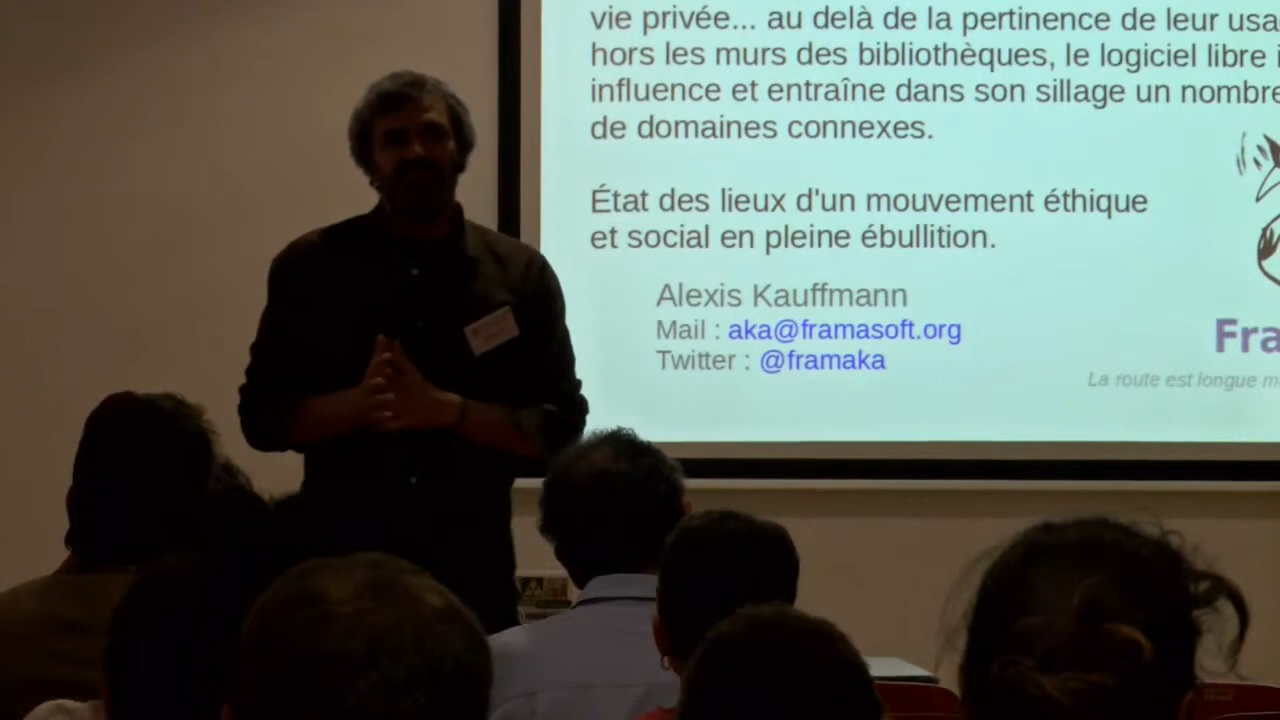 vie privée... au delà de la pertinence de leur usa
hors les murs des bibliothèques, le logiciel libre i
influence et entraîne dans son sillage un nombre
de domaines connexes.
État des lieux d'un mouvement éthique
et social en pleine ébullition.
Alexis Kauffmann
Mail : aka@framasoft.org
Twitter : @framaka
Fra
La route est longue m